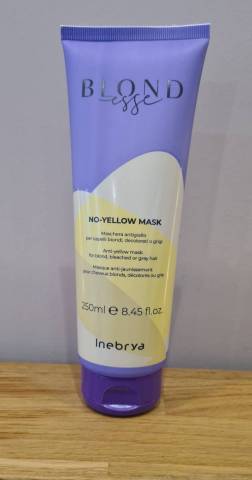 BLOND
esse
NO-YELLOW MASK
Maschera antigiallo
per capelli biondi, decolorati o grigi
Anti-yellow mask
for blond, bleached or grey hair
Masque anti-jaunissement
pour cheveux blonds, décolorés ou gris
250ml e 8.45 fl.oz.
Inebrya